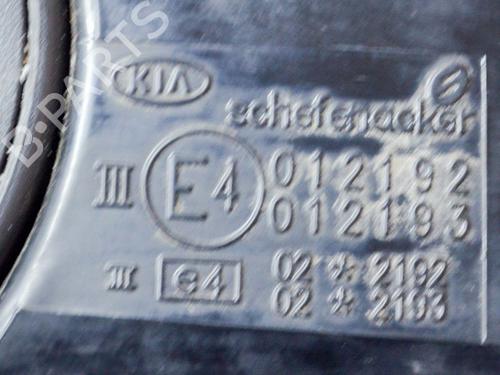 B-PARTS
KIA
schefenacker
III E4 012192
012193
III e4 02*2192
02*2193